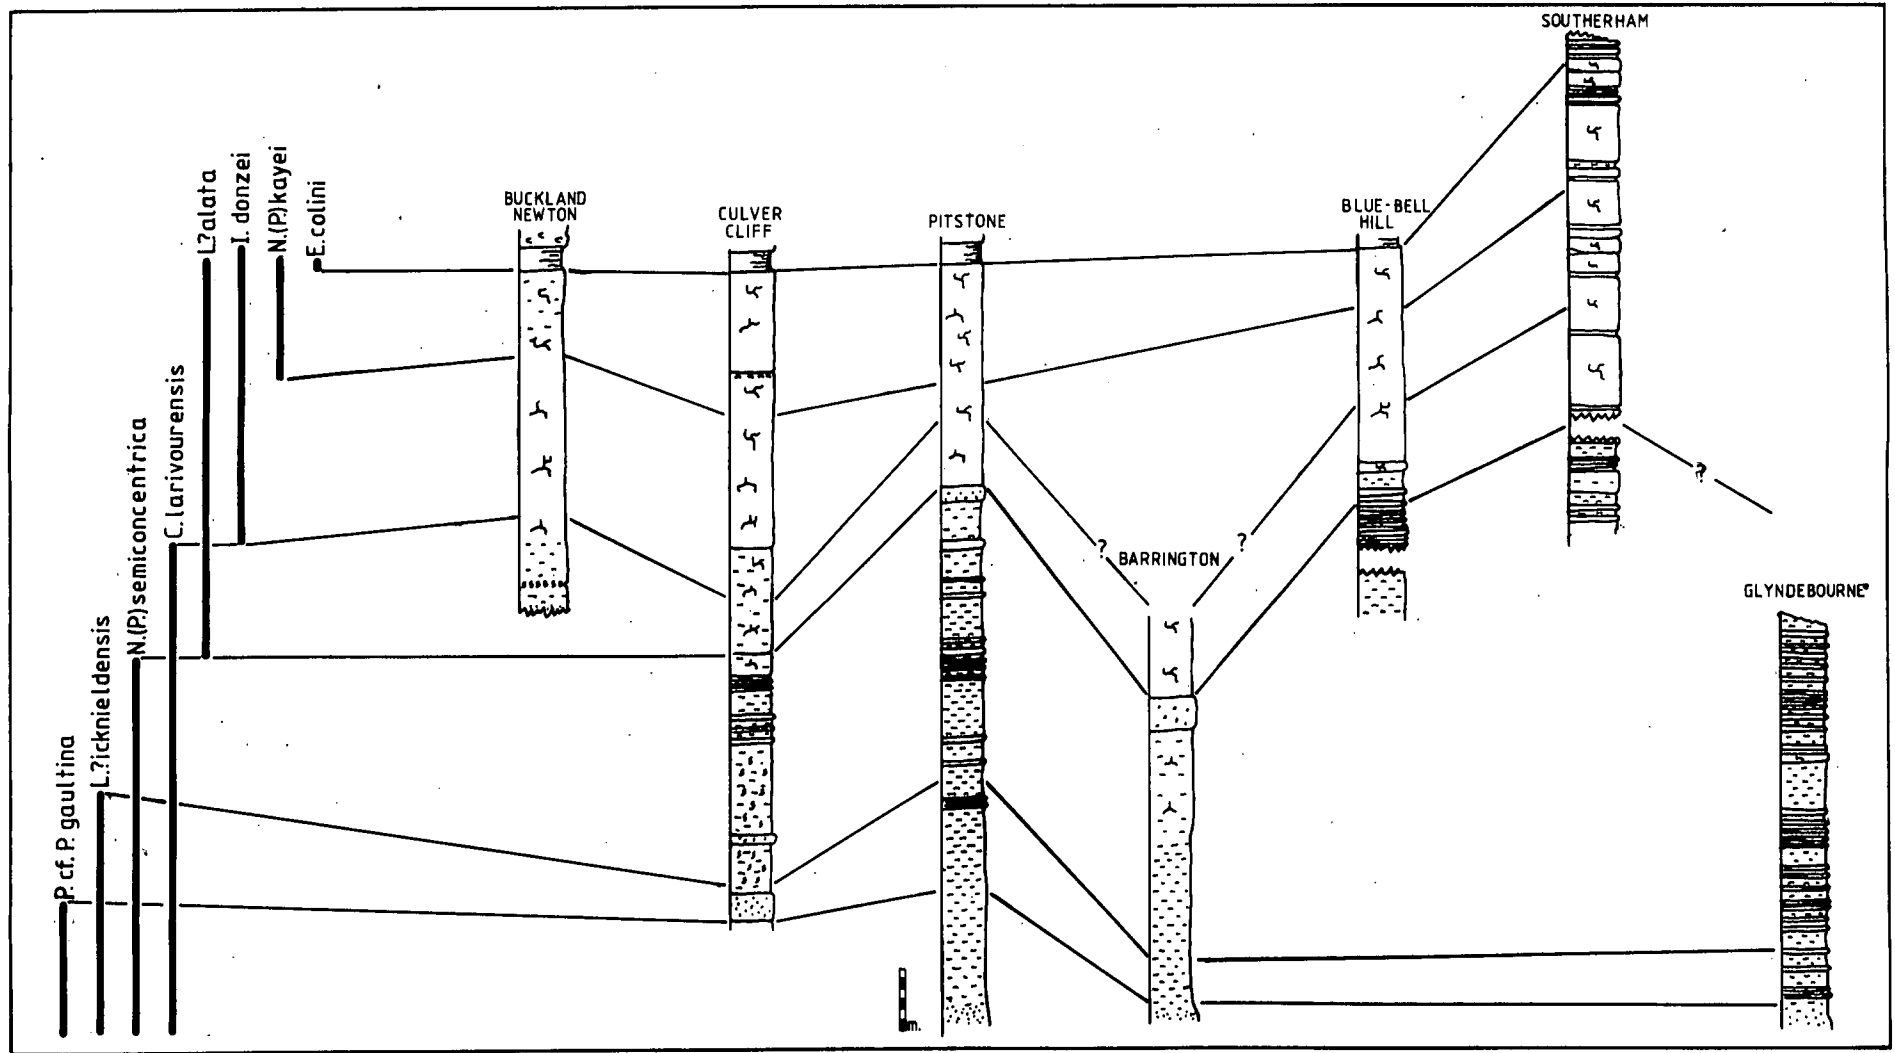 SOUTHERHAM
BUCKLAND
NEWTON
CULVER
CLIFF
PITSTONE
BLUE-BELL
HILL
BARRINGTON
GLYNDEBOURNE
P. cf. P. gaultina
L.?icknieldensis
N.(P.)semiconcentrica
C. larivourensis
L.?alata
I. donzei
N.(P.)kayei
E.colini
?
?
?
m.